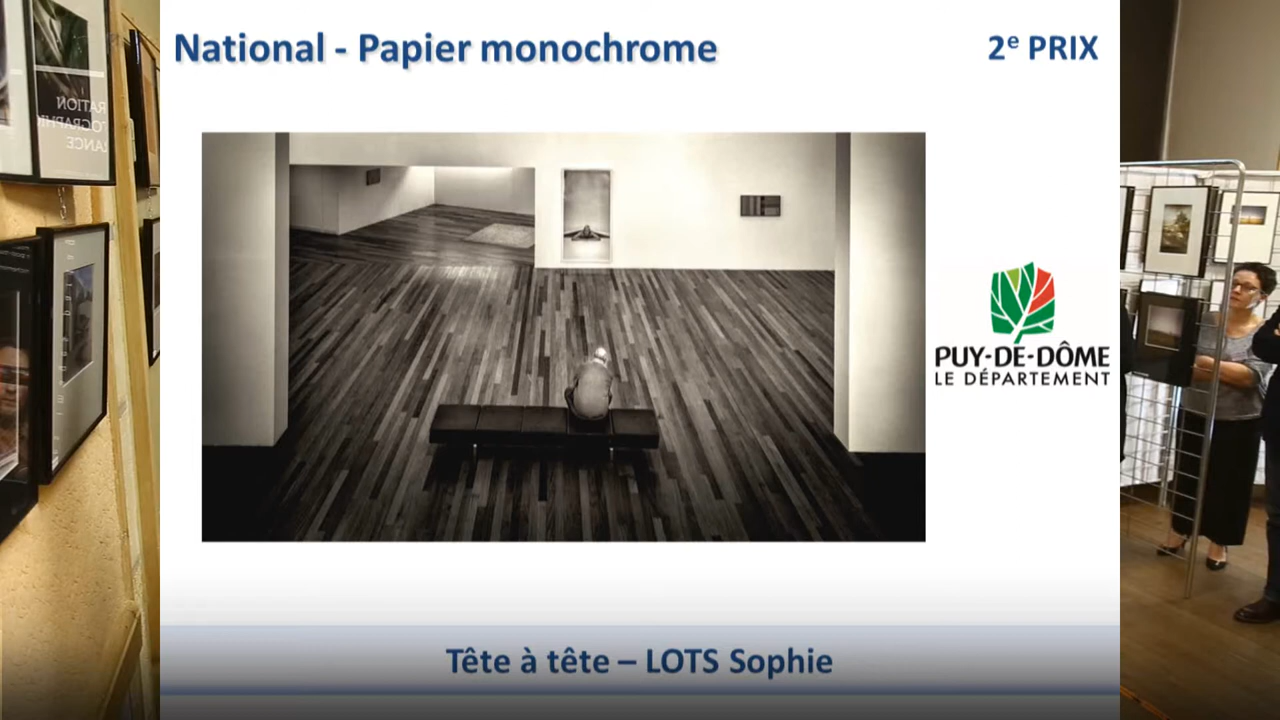 National - Papier monochrome
2e PRIX
PUY-DE-DÔME
LE DÉPARTEMENT
Tête à tête – LOTS Sophie